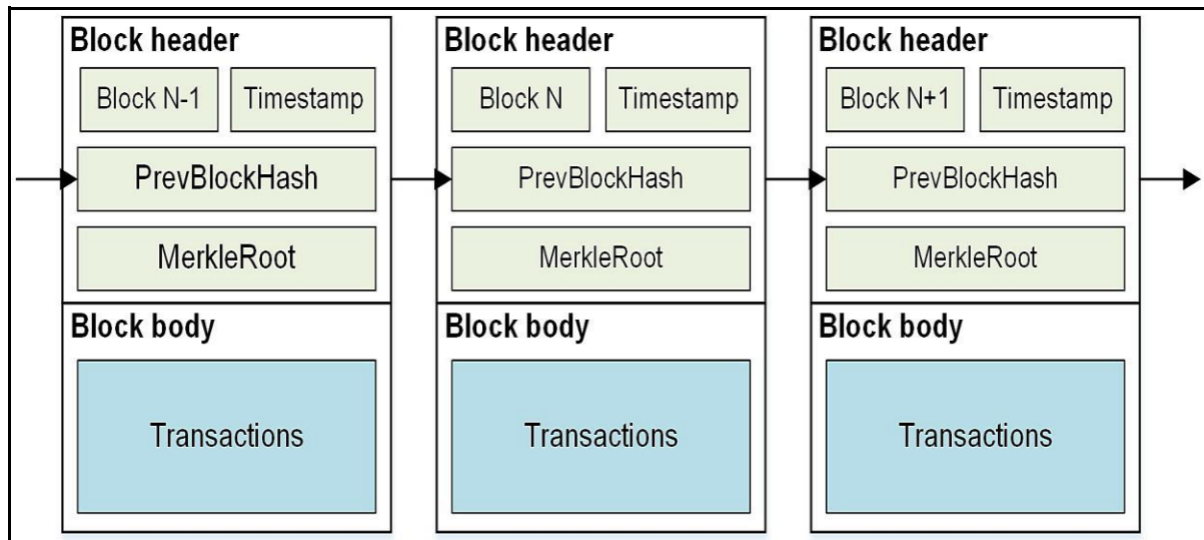 Block header
Block N-1 Timestamp
PrevBlockHash
MerkleRoot
Block body
Transactions
Block header
Block N Timestamp
PrevBlockHash
MerkleRoot
Block body
Transactions
Block header
Block N+1 Timestamp
PrevBlockHash
MerkleRoot
Block body
Transactions